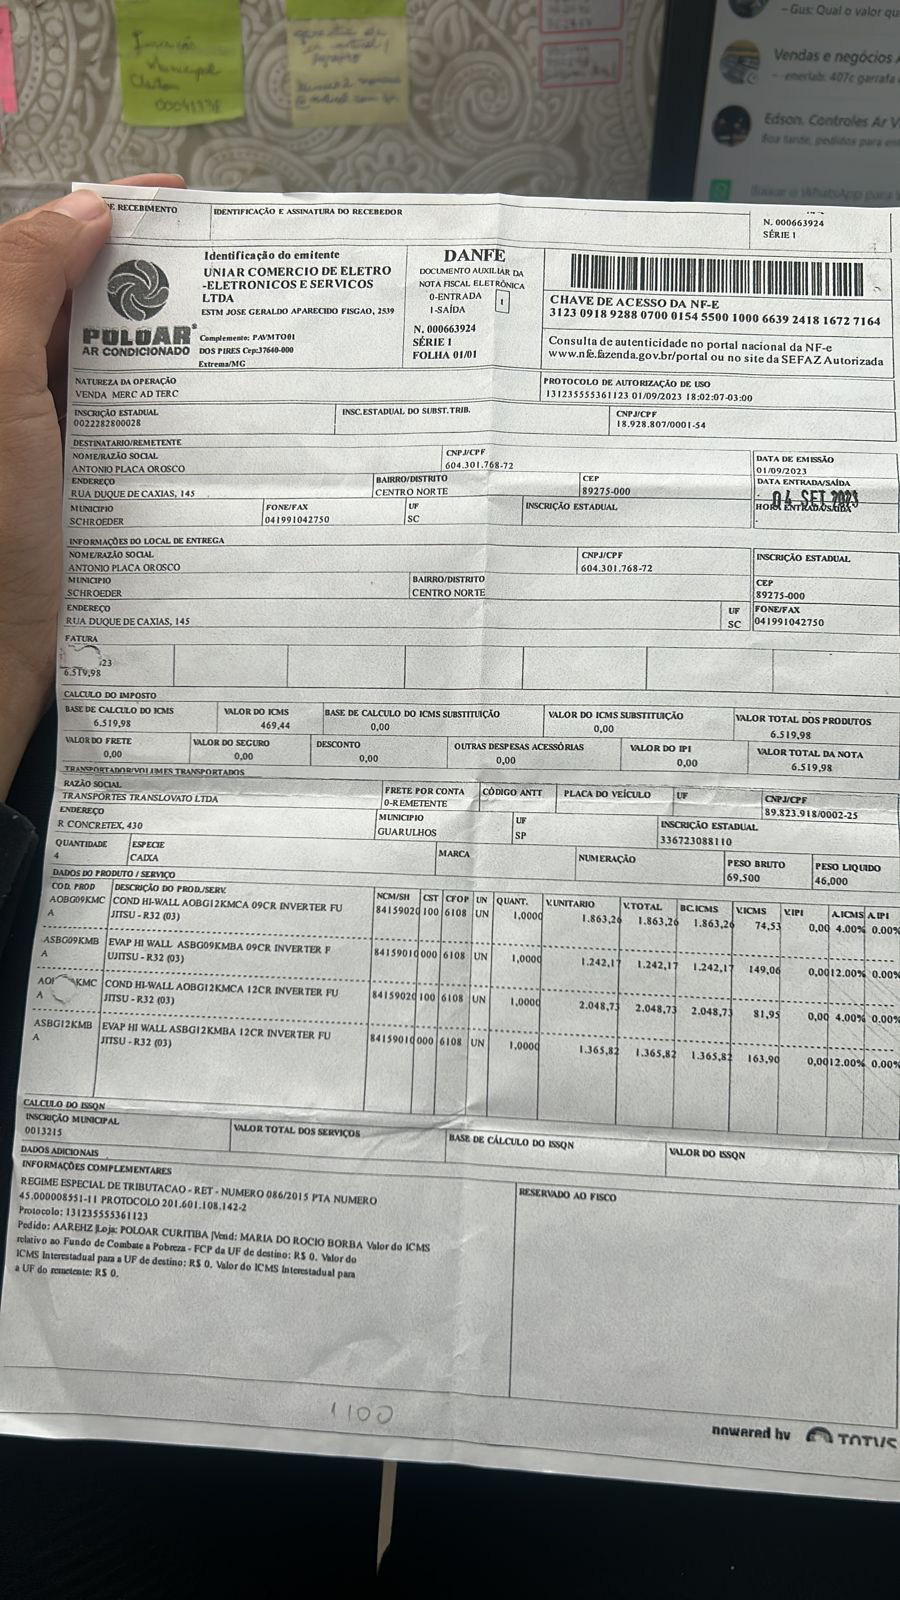 - Gus: Qual o valor qu
Vendas e negócios A
Edson. Controles Ar V
Boa tarde, pedidos para en
Municipal
00041336
E RECEBIMENTO
IDENTIFICAÇÃO E ASSINATURA DO RECEBEDOR
N. 000663924
SÉRIE 1
POLOAR
AR CONDICIONADO
Identificação do emitente
UNIAR COMERCIO DE ELETRO
-ELETRONICOS E SERVICOS
LTDA
ESTM JOSE GERALDO APARECIDO FISGAO, 2539
Complemento: PAVMTO01
DOS PIRES Cep:37640-000
Extrema/MG
DANFE
DOCUMENTO AUXILIAR DA
NOTA FISCAL ELETRÔNICA
0-ENTRADA
1-SAÍDA
1
N. 000663924
SÉRIE 1
FOLHA 01/01
CHAVE DE ACESSO DA NF-E
3123 0918 9288 0700 0154 5500 1000 6639 2418 1672 7164
Consulta de autenticidade no portal nacional da NF-e
www.nfe.fazenda.gov.br/portal ou no site da SEFAZ Autorizada
NATUREZA DA OPERAÇÃO
VENDA MERC AD TERC
PROTOCOLO DE AUTORIZAÇÃO DE USO
131235555361123 01/09/2023 18:02:07-03:00
INSCRIÇÃO ESTADUAL
0022282800028
INSC.ESTADUAL DO SUBST.TRIB.
CNPJ/CPF
18.928.807/0001-54
DESTINATARIO/REMETENTE
NOME/RAZÃO SOCIAL
ANTONIO PLACA OROSCO
CNPJ/CPF
604.301.768-72
DATA DE EMISSÃO
01/09/2023
ENDEREÇO
RUA DUQUE DE CAXIAS, 145
BAIRRO/DISTRITO
CENTRO NORTE
CEP
89275-000
DATA ENTRADA/SAÍDA
04 SET 2023
MUNICIPIO
SCHROEDER
FONE/FAX
041991042750
UF
SC
INSCRIÇÃO ESTADUAL
HORA ENTRADA/SAÍDA
INFORMAÇÕES DO LOCAL DE ENTREGA
NOME/RAZÃO SOCIAL
ANTONIO PLACA OROSCO
CNPJ/CPF
604.301.768-72
INSCRIÇÃO ESTADUAL
MUNICIPIO
SCHROEDER
BAIRRO/DISTRITO
CENTRO NORTE
CEP
89275-000
ENDEREÇO
RUA DUQUE DE CAXIAS, 145
UF
SC
FONE/FAX
041991042750
FATURA
/23
6.519,98
CALCULO DO IMPOSTO
BASE DE CALCULO DO ICMS
6.519,98
VALOR DO ICMS
469,44
BASE DE CALCULO DO ICMS SUBSTITUIÇÃO
0,00
VALOR DO ICMS SUBSTITUIÇÃO
0,00
VALOR TOTAL DOS PRODUTOS
6.519,98
VALOR DO FRETE
0,00
VALOR DO SEGURO
0,00
DESCONTO
0,00
OUTRAS DESPESAS ACESSÓRIAS
0,00
VALOR DO IPI
0,00
VALOR TOTAL DA NOTA
6.519,98
TRANSPORTADOR/VOLUMES TRANSPORTADOS
RAZÃO SOCIAL
TRANSPORTES TRANSLOVATO LTDA
FRETE POR CONTA
0-REMETENTE
CÓDIGO ANTT
PLACA DO VEÍCULO
UF
CNPJ/CPF
89.823.918/0002-25
ENDEREÇO
R CONCRETEX, 430
MUNICIPIO
GUARULHOS
UF
SP
INSCRIÇÃO ESTADUAL
336723088110
QUANTIDADE
4
ESPECIE
CAIXA
MARCA
NUMERAÇÃO
PESO BRUTO
69,500
PESO LIQUIDO
46,000
DADOS DO PRODUTO / SERVIÇO
COD. PROD DESCRIÇÃO DO PROD./SERV. NCM/SH CST CFOP UN QUANT. V.UNITARIO V.TOTAL BC.ICMS V.ICMS V.IPI A.ICMS A.IPI
AOBG09KMC COND HI-WALL AOBG12KMCA 09CR INVERTER FU 84159020 100 6108 UN 1,0000 1.863,26 1.863,26 1.863,26 74,53 0,00 4.00% 0.00%
A JITSU - R32 (03)
ASBG09KMB EVAP HI WALL ASBG09KMBA 09CR INVERTER F 84159010 000 6108 UN 1,0000 1.242,17 1.242,17 1.242,17 149,06 0,00 12.00% 0.00%
A UJITSU - R32 (03)
KMC COND HI-WALL AOBG12KMCA 12CR INVERTER FU 84159020 100 6108 UN 1,0000 2.048,73 2.048,73 2.048,73 81,95 0,00 4.00% 0.00%
A JITSU - R32 (03)
ASBG12KMB EVAP HI WALL ASBG12KMBA 12CR INVERTER FU 84159010 000 6108 UN 1,0000 1.365,82 1.365,82 1.365,82 163,90 0,00 12.00% 0.00%
A JITSU - R32 (03)
CALCULO DO ISSQN
INSCRIÇÃO MUNICIPAL
0013215
VALOR TOTAL DOS SERVIÇOS
BASE DE CÁLCULO DO ISSQN
VALOR DO ISSQN
DADOS ADICIONAIS
INFORMAÇÕES COMPLEMENTARES
RESERVADO AO FISCO
REGIME ESPECIAL DE TRIBUTACAO - RET - NUMERO 086/2015 PTA NUMERO
45.000008551-11 PROTOCOLO 201.601.108.142-2
Protocolo: 131235555361123
Pedido: AAREHZ |Loja: POLOAR CURITIBA |Vend: MARIA DO ROCIO BORBA Valor do ICMS
relativo ao Fundo de Combate a Pobreza - FCP da UF de destino: R$ 0. Valor do
ICMS Interestadual para a UF de destino: R$ 0. Valor do ICMS Interestadual para
a UF do remetente: R$ 0.
1100
powered by TOTVS